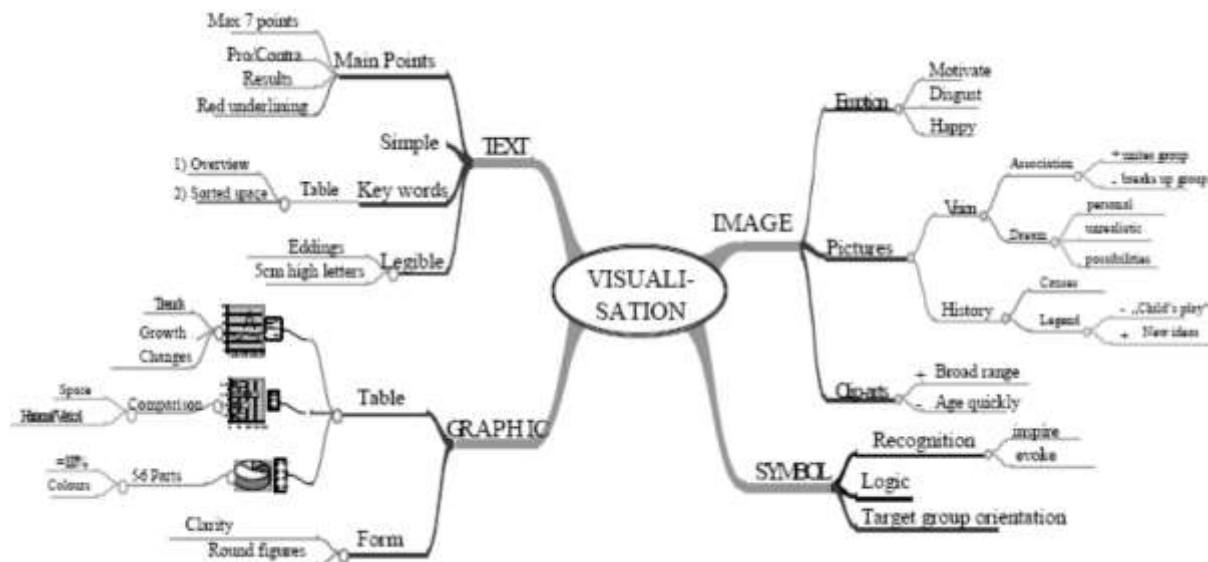 VISUALI-
SATION
TEXT
Main Points
Max 7 points
Pro/Contra
Results
Red underlining
Simple
Key words
Table
1) Overview
2) Sorted space
Legible
Eddings
5cm high letters
IMAGE
Emotion
Motivate
Disgust
Happy
Pictures
Vision
Association
+ unites group
- breaks up group
Dream
personal
unrealistic
possibilities
History
Causes
Legend
- „Child's play"
+ New ideas
Clip-arts
+ Broad range
- Age quickly
GRAPHIC
Table
Trends
Growth
Changes
Comparison
Space
Parts
Colours
Form
Clarity
Round figures
SYMBOL
Recognition
inspire
evoke
Logic
Target group orientation